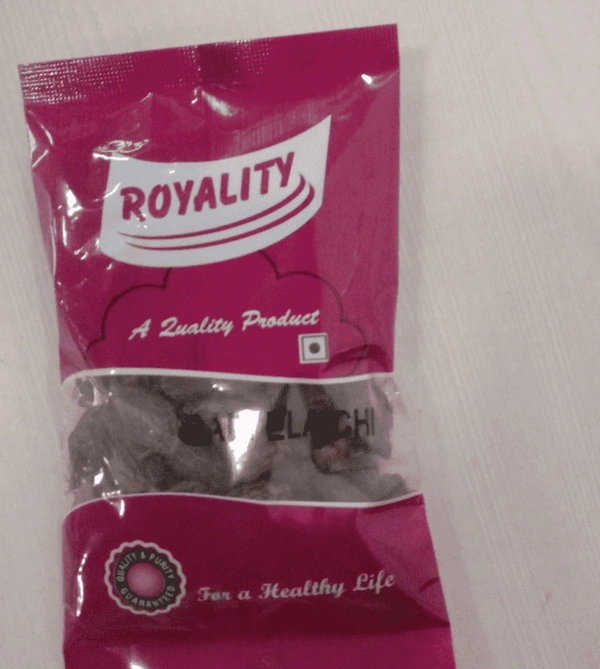 ROYALITY
A Quality Product
ELAICHI
QUALITY & PURITY
GUARANTEED
For a Healthy Life